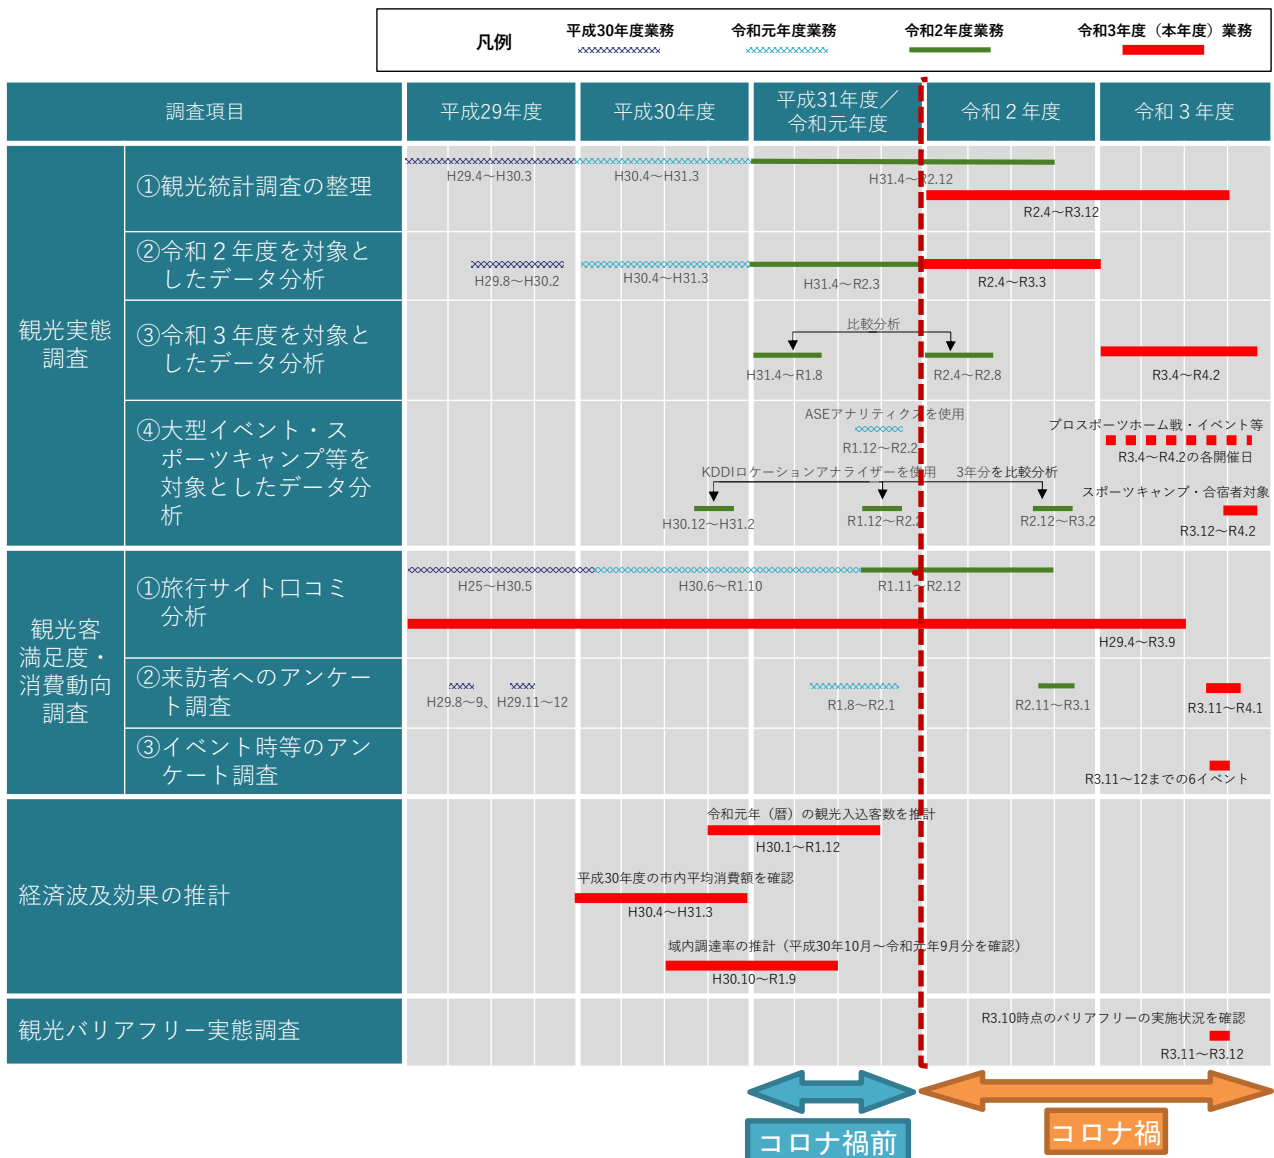 凡例
平成30年度業務
令和元年度業務
令和2年度業務
令和3年度（本年度）業務
調査項目
平成29年度
平成30年度
平成31年度／
令和元年度
令和２年度
令和３年度
観光実態
調査
①観光統計調査の整理
H29.4～H30.3
H30.4～H31.3
H31.4～R2.12
R2.4～R3.12
②令和２年度を対象と
したデータ分析
H29.8～H30.2
H30.4～H31.3
H31.4～R2.3
R2.4～R3.3
③令和３年度を対象と
したデータ分析
比較分析
H31.4～R1.8
R2.4～R2.8
R3.4～R4.2
④大型イベント・ス
ポーツキャンプ等を
対象としたデータ分
析
ASEアナリティクスを使用
R1.12～R2.2
プロスポーツホーム戦・イベント等
R3.4～R4.2の各開催日
KDDIロケーションアナライザーを使用
3年分を比較分析
H30.12～H31.2
R1.12～R2.2
R2.12～R3.2
スポーツキャンプ・合宿者対象
R3.12～R4.2
観光客
満足度・
消費動向
調査
①旅行サイト口コミ
分析
H25～H30.5
H30.6～R1.10
R1.11～R2.12
H29.4～R3.9
②来訪者へのアンケー
ト調査
H29.8～9、H29.11～12
R1.8～R2.1
R2.11～R3.1
R3.11～R4.1
③イベント時等のアン
ケート調査
R3.11～12までの6イベント
経済波及効果の推計
令和元年（暦）の観光入込客数を推計
H30.1～R1.12
平成30年度の市内平均消費額を確認
H30.4～H31.3
域内調達率の推計（平成30年10月～令和元年9月分を確認）
H30.10～R1.9
観光バリアフリー実態調査
R3.10時点のバリアフリーの実施状況を確認
R3.11～R3.12
コロナ禍前
コロナ禍